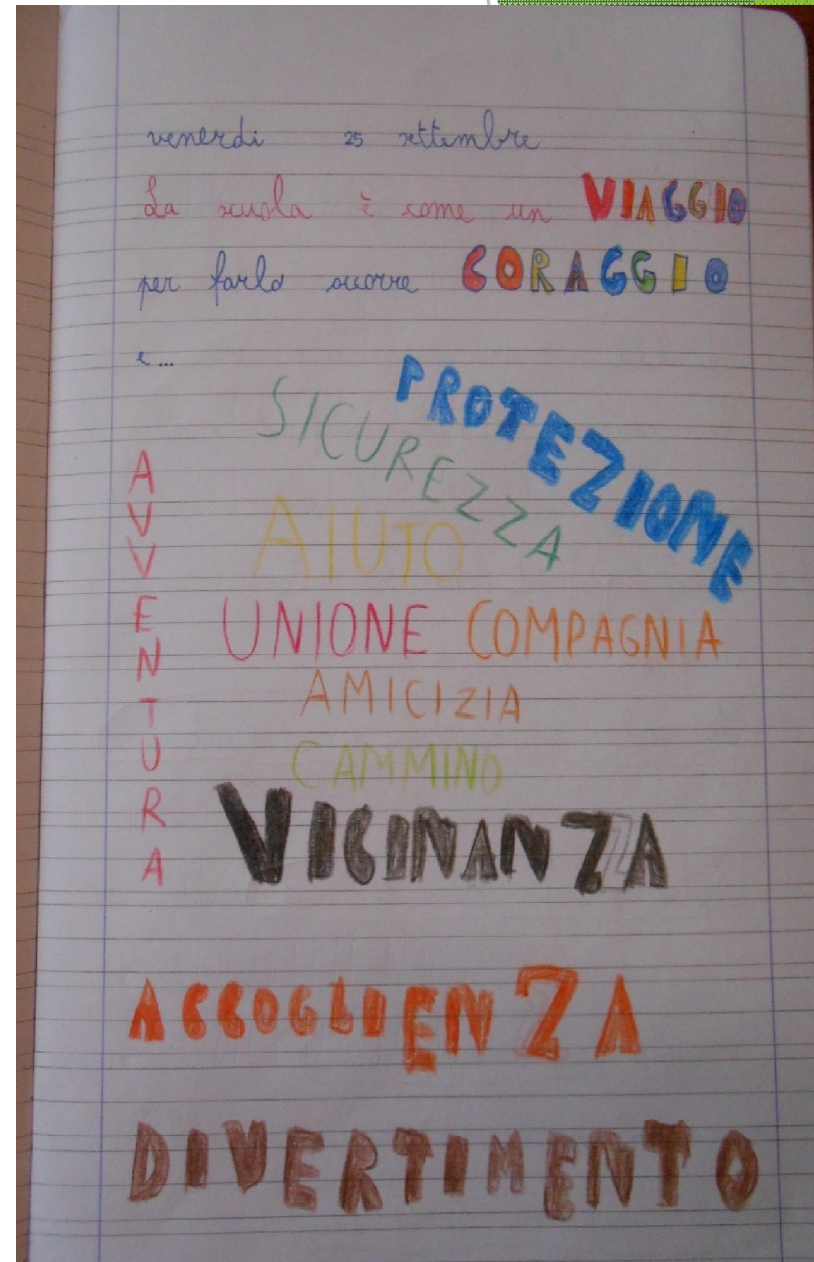 venerdi 25 settembre
La scuola è come un VIAGGIO
per farlo occorre CORAGGIO
e...
PROTEZIONE
SICUREZZA
AVVENTURA
AIUTO
UNIONE COMPAGNIA
AMICIZIA
CAMMINO
VICINANZA
ACCOGLIENZA
DIVERTIMENTO